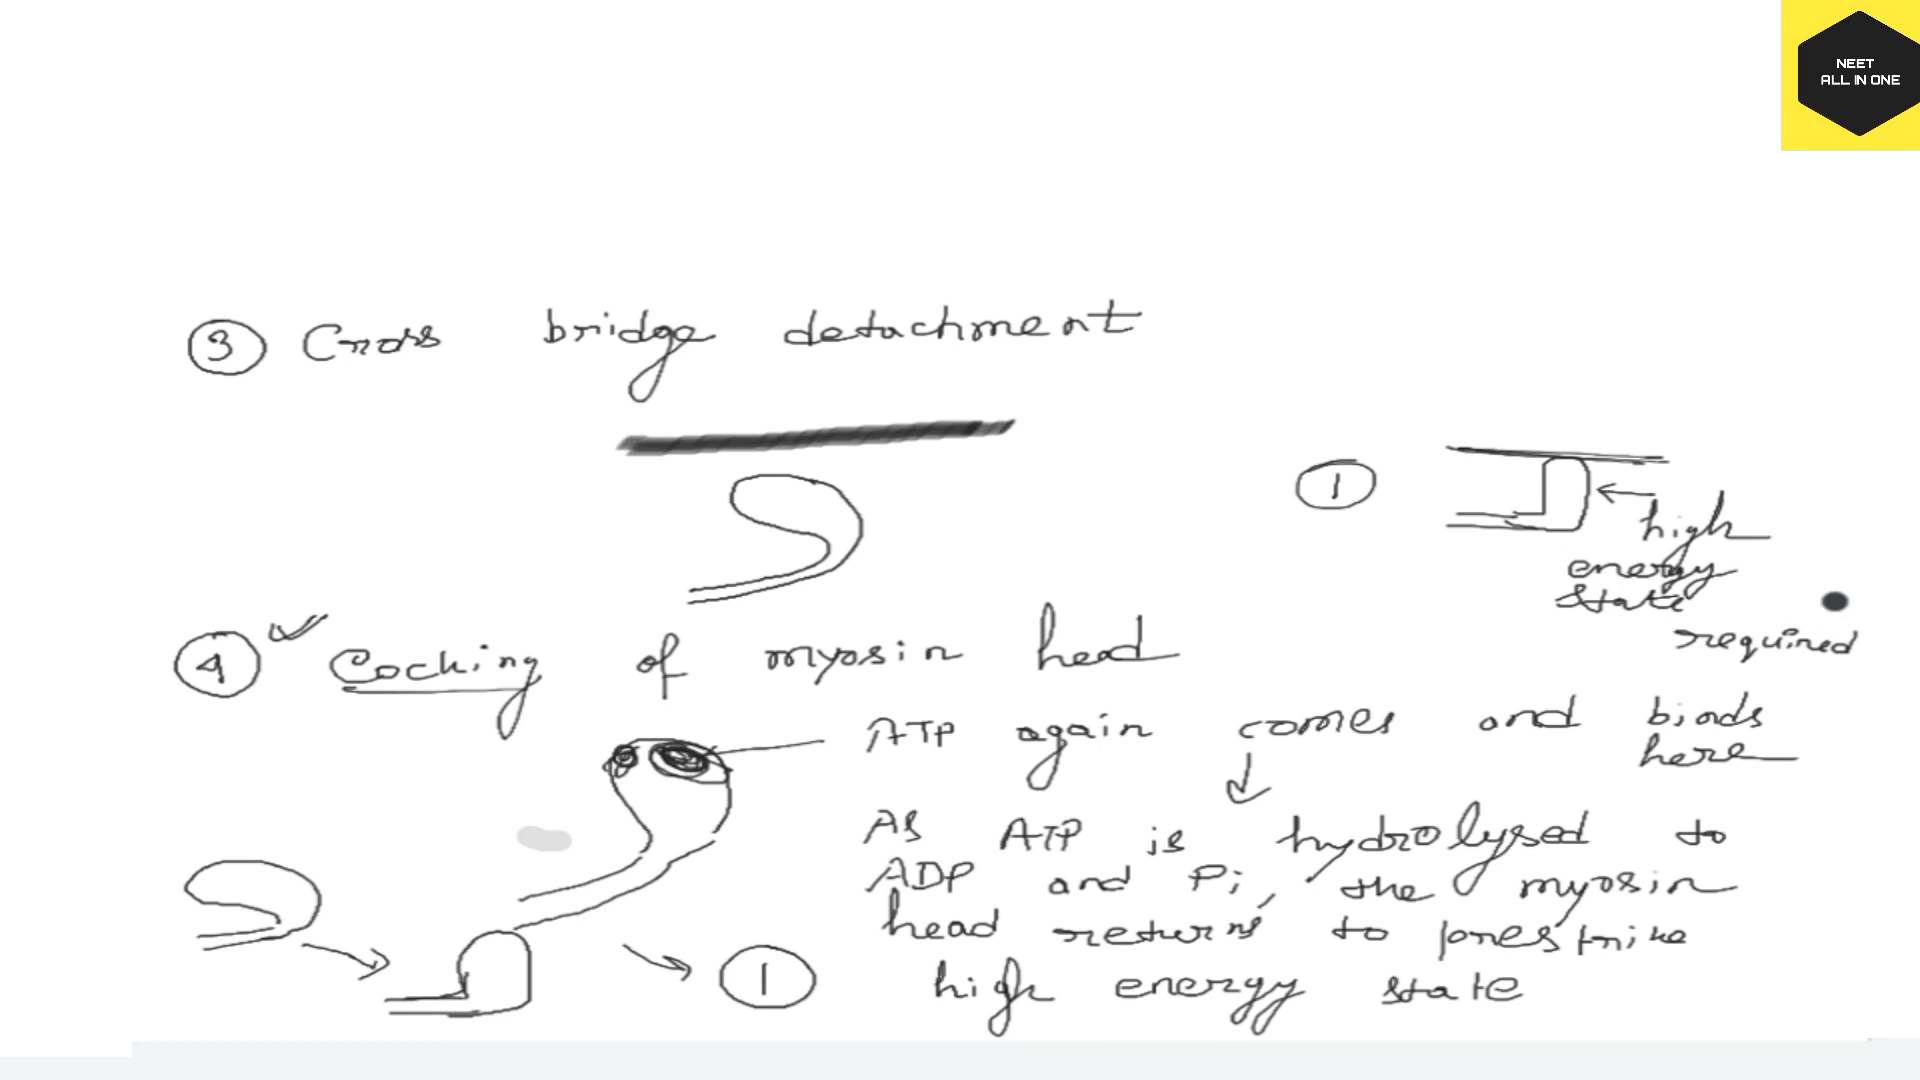 NEET
ALL IN ONE
3 Cross bridge detachment
1
high
energy
state
required
4 Cocking of myosin head
ATP again comes and binds
here
As ATP is hydrolysed to
ADP and Pi, the myosin
head returns to prestrike
high energy state
1